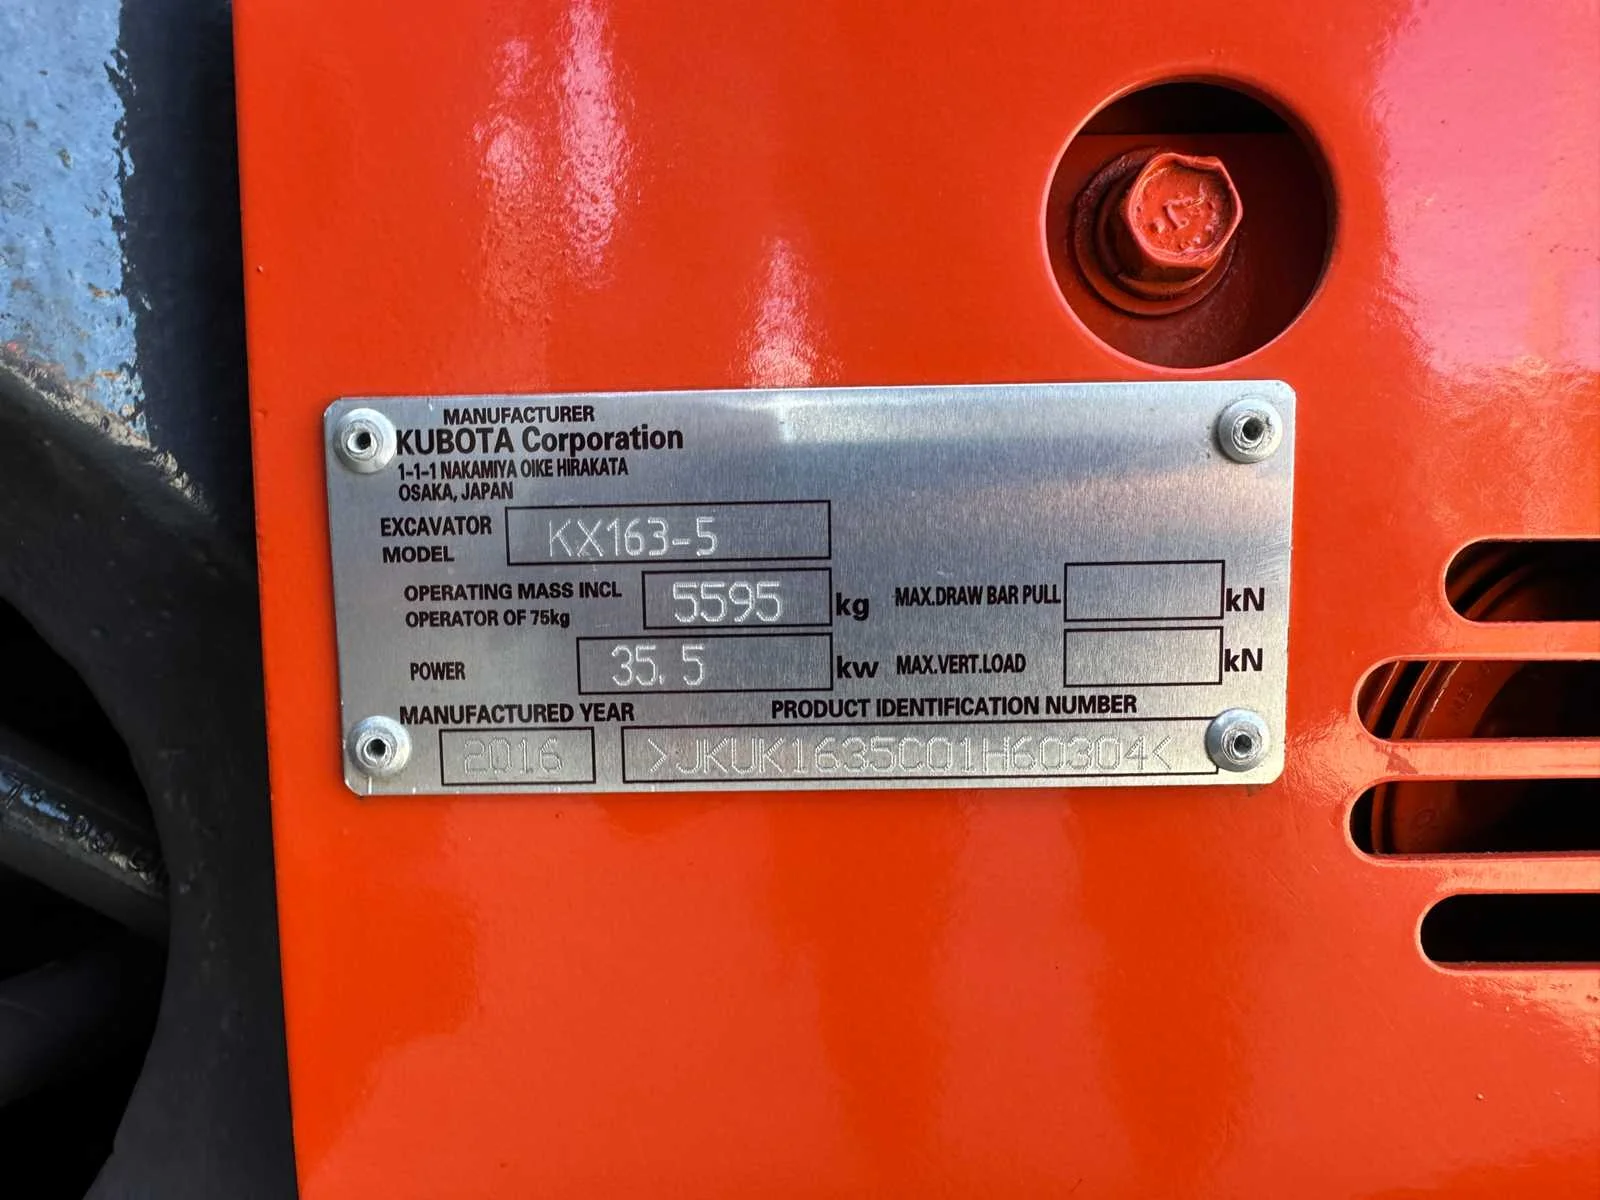 MANUFACTURER
KUBOTA Corporation
1-1-1 NAKAMIYA OIKE HIRAKATA
OSAKA, JAPAN
EXCAVATOR MODEL KX163-5
OPERATING MASS INCL OPERATOR OF 75kg 5595 kg
MAX.DRAW BAR PULL kN
POWER 35.5 kw
MAX.VERT.LOAD kN
MANUFACTURED YEAR
PRODUCT IDENTIFICATION NUMBER
2016
>JKUK1635C01H60304<